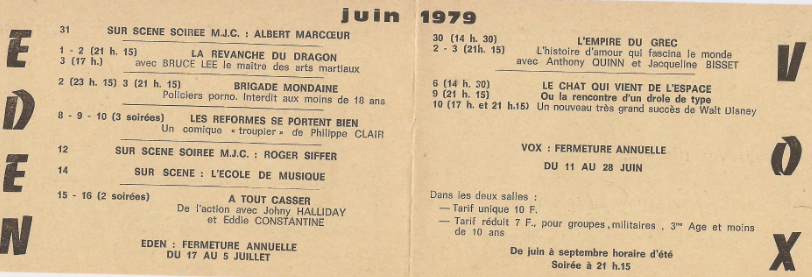 juin 1979
EDEN
31 SUR SCENE SOIREE M.J.C. : ALBERT MARCŒUR
1 - 2 (21 h. 15) LA REVANCHE DU DRAGON
3 (17 h.) avec BRUCE LEE le maître des arts martiaux
2 (23 h. 15) 3 (21 h. 15) BRIGADE MONDAINE
Policiers porno. Interdit aux moins de 18 ans
8 - 9 - 10 (3 soirées) LES REFORMES SE PORTENT BIEN
Un comique « troupier » de Philippe CLAIR
12 SUR SCENE SOIREE M.J.C. : ROGER SIFFER
14 SUR SCENE : L'ECOLE DE MUSIQUE
15 - 16 (2 soirées) A TOUT CASSER
De l'action avec Johny HALLIDAY
et Eddie CONSTANTINE
EDEN : FERMETURE ANNUELLE
DU 17 AU 5 JUILLET
VOX
30 (14 h. 30) L'EMPIRE DU GREC
2 - 3 (21h. 15) L'histoire d'amour qui fascina le monde
avec Anthony QUINN et Jacqueline BISSET
6 (14 h. 30) LE CHAT QUI VIENT DE L'ESPACE
9 (21 h. 15) Ou la rencontre d'un drole de type
10 (17 h. et 21 h.15) Un nouveau très grand succès de Walt Disney
VOX : FERMETURE ANNUELLE
DU 11 AU 28 JUIN
Dans les deux salles :
— Tarif unique 10 F.
— Tarif réduit 7 F., pour groupes, militaires, 3me Age et moins
de 10 ans
De juin à septembre horaire d'été
Soirée à 21 h.15